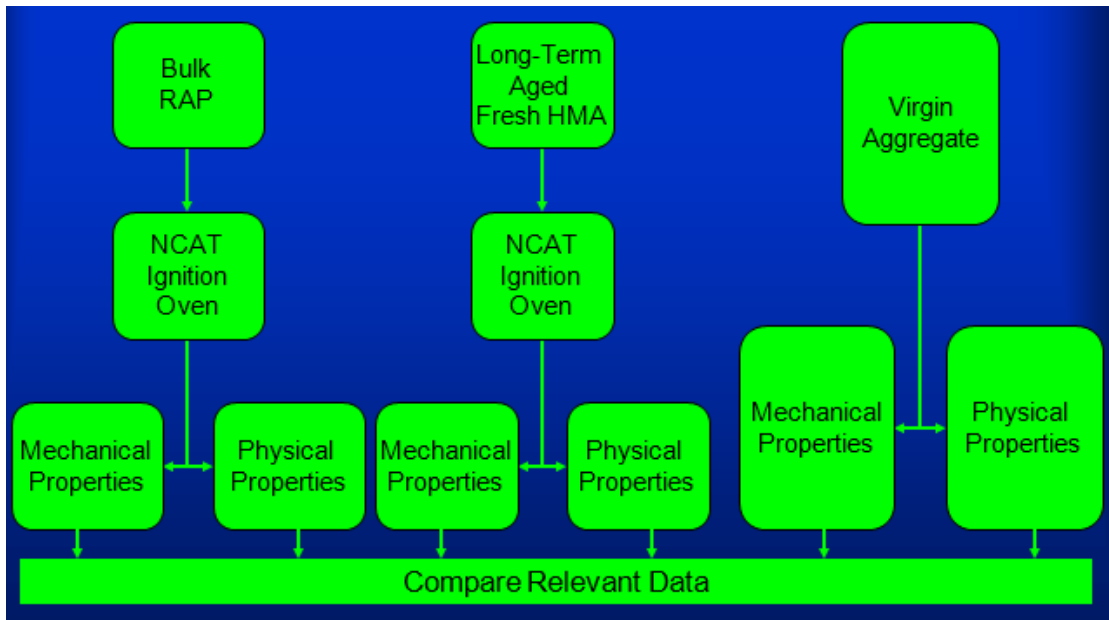 Bulk
RAP
Long-Term
Aged
Fresh HMA
Virgin
Aggregate
NCAT
Ignition
Oven
NCAT
Ignition
Oven
Mechanical
Properties
Physical
Properties
Mechanical
Properties
Physical
Properties
Mechanical
Properties
Physical
Properties
Compare Relevant Data